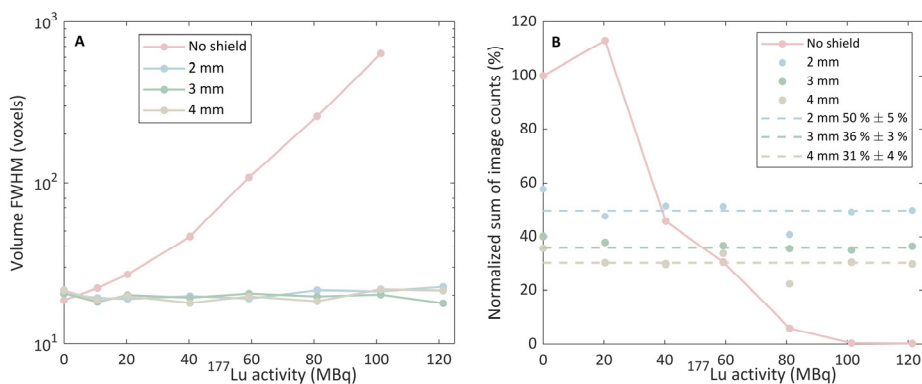 A
No shield
2 mm
3 mm
4 mm
Volume FWHM (voxels)
10³
10²
10¹
0 20 40 60 80 100 120
¹⁷⁷Lu activity (MBq)
B
No shield
2 mm
3 mm
4 mm
2 mm 50 % ± 5 %
3 mm 36 % ± 3 %
4 mm 31 % ± 4 %
Normalized sum of image counts (%)
120
100
80
60
40
20
0
0 20 40 60 80 100 120
¹⁷⁷Lu activity (MBq)